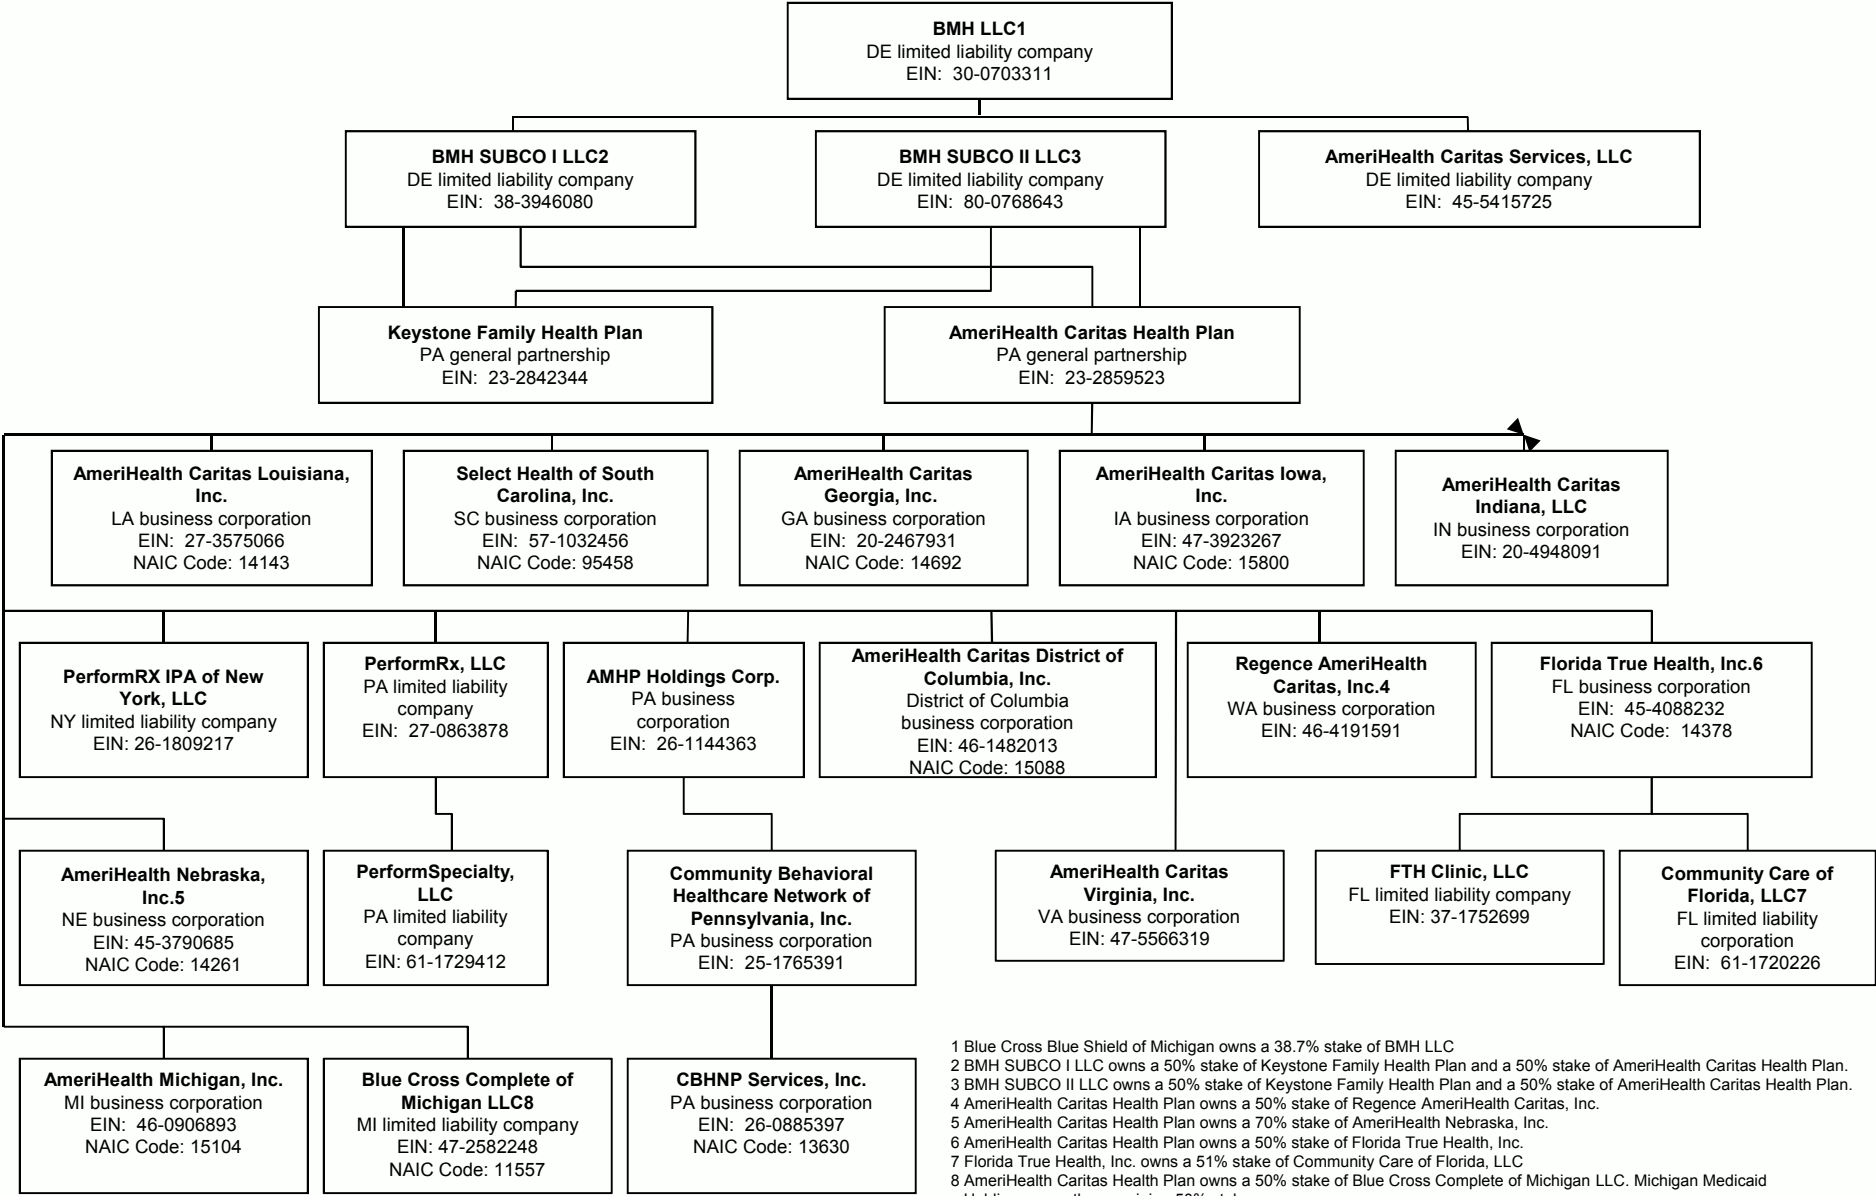 BMH LLC1
DE limited liability company
EIN: 30-0703311
BMH SUBCO I LLC2
DE limited liability company
EIN: 38-3946080
BMH SUBCO II LLC3
DE limited liability company
EIN: 80-0768643
AmeriHealth Caritas Services, LLC
DE limited liability company
EIN: 45-5415725
Keystone Family Health Plan
PA general partnership
EIN: 23-2842344
AmeriHealth Caritas Health Plan
PA general partnership
EIN: 23-2859523
AmeriHealth Caritas Louisiana,
Inc.
LA business corporation
EIN: 27-3575066
NAIC Code: 14143
Select Health of South
Carolina, Inc.
SC business corporation
EIN: 57-1032456
NAIC Code: 95458
AmeriHealth Caritas
Georgia, Inc.
GA business corporation
EIN: 20-2467931
NAIC Code: 14692
AmeriHealth Caritas Iowa,
Inc.
IA business corporation
EIN: 47-3923267
NAIC Code: 15800
AmeriHealth Caritas
Indiana, LLC
IN business corporation
EIN: 20-4948091
PerformRX IPA of New
York, LLC
NY limited liability company
EIN: 26-1809217
PerformRx, LLC
PA limited liability
company
EIN: 27-0863878
AMHP Holdings Corp.
PA business
corporation
EIN: 26-1144363
AmeriHealth Caritas District of
Columbia, Inc.
District of Columbia
business corporation
EIN: 46-1482013
NAIC Code: 15088
Regence AmeriHealth
Caritas, Inc.4
WA business corporation
EIN: 46-4191591
Florida True Health, Inc.6
FL business corporation
EIN: 45-4088232
NAIC Code: 14378
AmeriHealth Nebraska,
Inc.5
NE business corporation
EIN: 45-3790685
NAIC Code: 14261
PerformSpecialty,
LLC
PA limited liability
company
EIN: 61-1729412
Community Behavioral
Healthcare Network of
Pennsylvania, Inc.
PA business corporation
EIN: 25-1765391
AmeriHealth Caritas
Virginia, Inc.
VA business corporation
EIN: 47-5566319
FTH Clinic, LLC
FL limited liability company
EIN: 37-1752699
Community Care of
Florida, LLC7
FL limited liability
corporation
EIN: 61-1720226
AmeriHealth Michigan, Inc.
MI business corporation
EIN: 46-0906893
NAIC Code: 15104
Blue Cross Complete of
Michigan LLC8
MI limited liability company
EIN: 47-2582248
NAIC Code: 11557
CBHNP Services, Inc.
PA business corporation
EIN: 26-0885397
NAIC Code: 13630
1 Blue Cross Blue Shield of Michigan owns a 38.7% stake of BMH LLC
2 BMH SUBCO I LLC owns a 50% stake of Keystone Family Health Plan and a 50% stake of AmeriHealth Caritas Health Plan.
3 BMH SUBCO II LLC owns a 50% stake of Keystone Family Health Plan and a 50% stake of AmeriHealth Caritas Health Plan.
4 AmeriHealth Caritas Health Plan owns a 50% stake of Regence AmeriHealth Caritas, Inc.
5 AmeriHealth Caritas Health Plan owns a 70% stake of AmeriHealth Nebraska, Inc.
6 AmeriHealth Caritas Health Plan owns a 50% stake of Florida True Health, Inc.
7 Florida True Health, Inc. owns a 51% stake of Community Care of Florida, LLC
8 AmeriHealth Caritas Health Plan owns a 50% stake of Blue Cross Complete of Michigan LLC. Michigan Medicaid